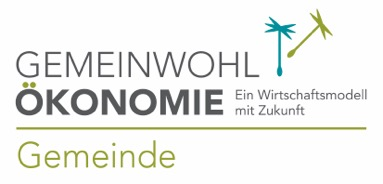 GEMEINWOHL
ÖKONOMIE
Ein Wirtschaftsmodell
mit Zukunft
Gemeinde